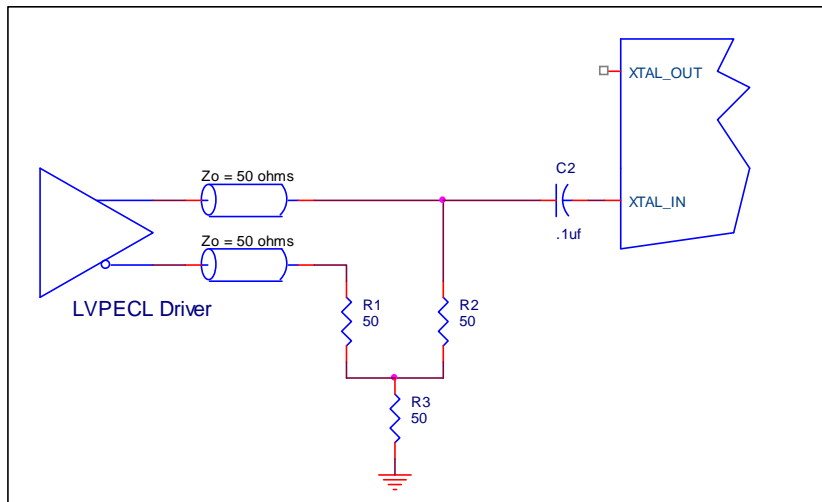 XTAL_OUT
Zo = 50 ohms
C2
XTAL_IN
.1uf
Zo = 50 ohms
LVPECL Driver
R1
50
R2
50
R3
50